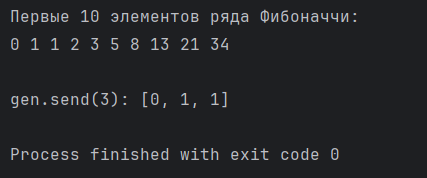 Первые 10 элементов ряда Фибоначчи:
0 1 1 2 3 5 8 13 21 34
gen.send(3): [0, 1, 1]
Process finished with exit code 0